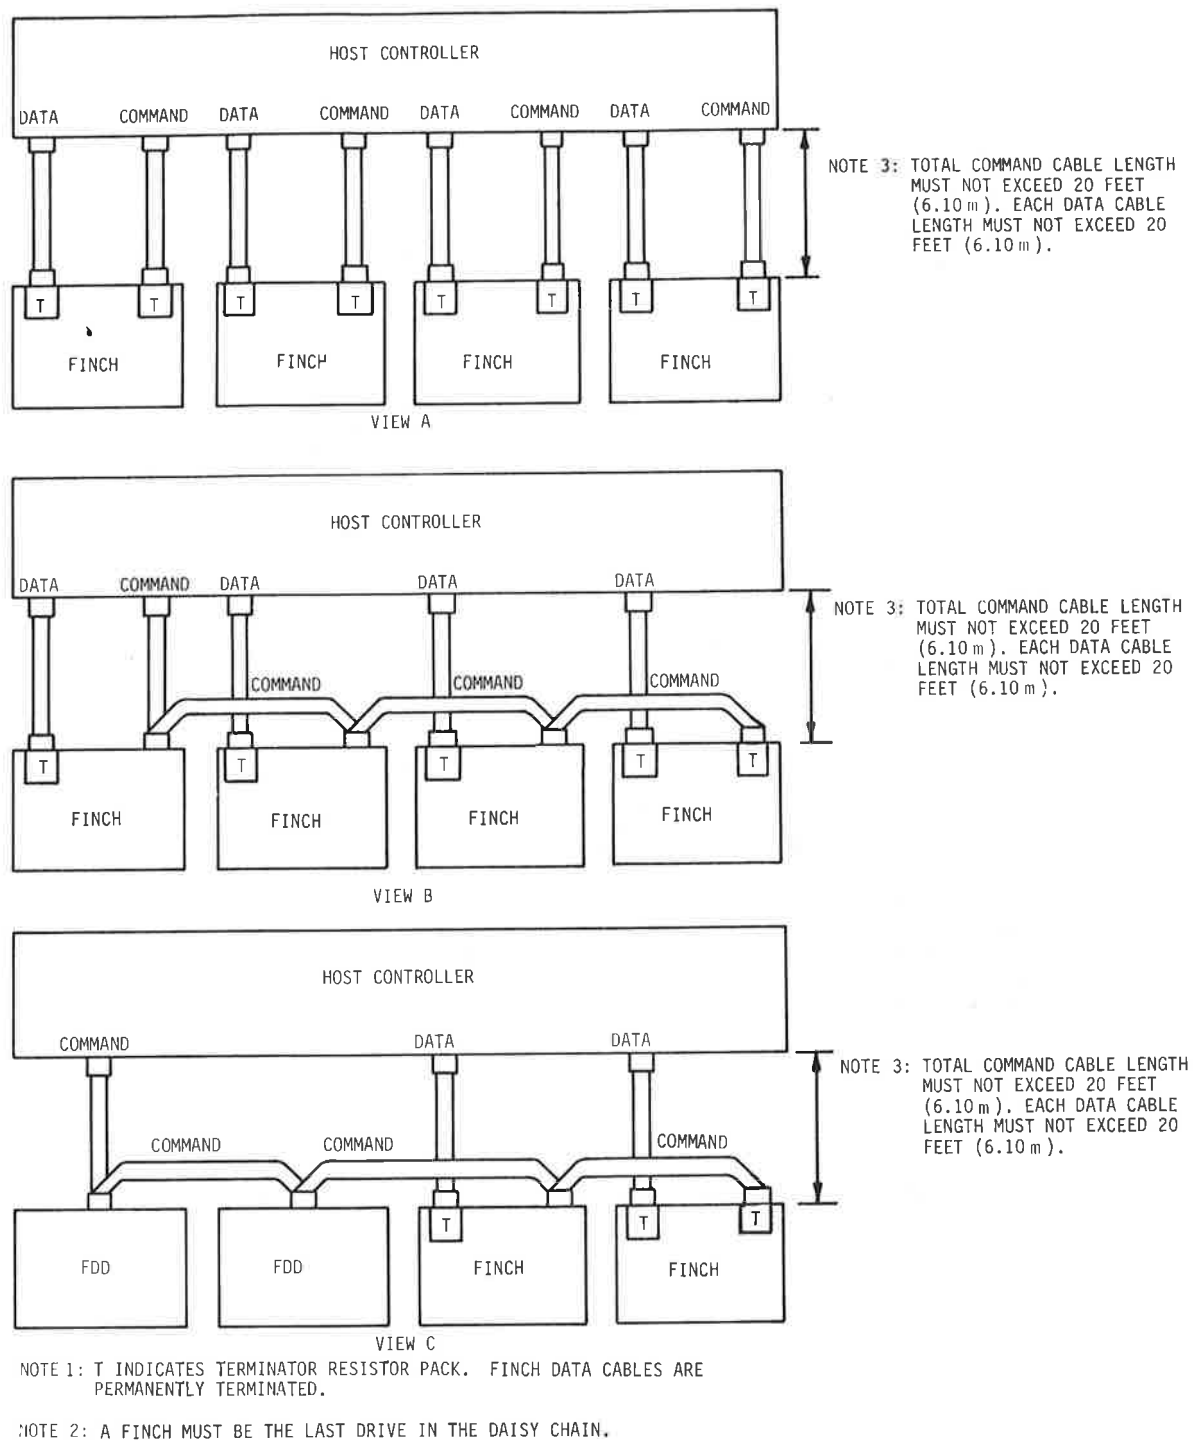 HOST CONTROLLER
DATA COMMAND DATA COMMAND DATA COMMAND DATA COMMAND
NOTE 3: TOTAL COMMAND CABLE LENGTH
MUST NOT EXCEED 20 FEET
(6.10 m). EACH DATA CABLE
LENGTH MUST NOT EXCEED 20
FEET (6.10 m).
T T T T T T T T
FINCH FINCH FINCH FINCH
VIEW A
HOST CONTROLLER
DATA COMMAND DATA DATA DATA
NOTE 3: TOTAL COMMAND CABLE LENGTH
MUST NOT EXCEED 20 FEET
(6.10 m). EACH DATA CABLE
LENGTH MUST NOT EXCEED 20
FEET (6.10 m).
COMMAND COMMAND COMMAND
T T T T T
FINCH FINCH FINCH FINCH
VIEW B
HOST CONTROLLER
COMMAND DATA DATA
NOTE 3: TOTAL COMMAND CABLE LENGTH
MUST NOT EXCEED 20 FEET
(6.10 m). EACH DATA CABLE
LENGTH MUST NOT EXCEED 20
FEET (6.10 m).
COMMAND COMMAND COMMAND
T T T
FDD FDD FINCH FINCH
VIEW C
NOTE 1: T INDICATES TERMINATOR RESISTOR PACK. FINCH DATA CABLES ARE
PERMANENTLY TERMINATED.
NOTE 2: A FINCH MUST BE THE LAST DRIVE IN THE DAISY CHAIN.